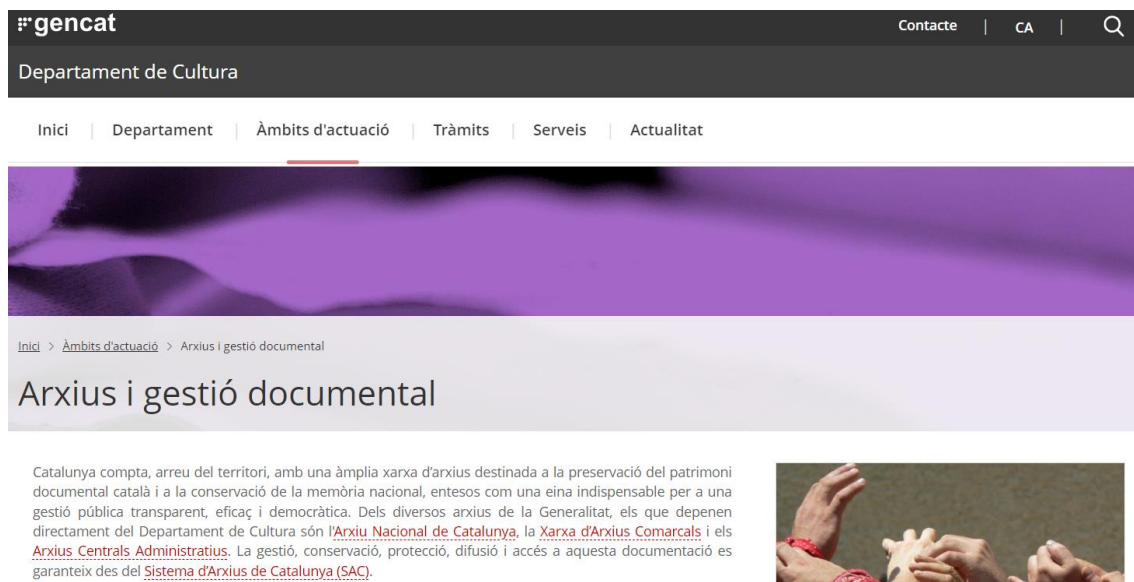 gencat
Contacte | CA |
Departament de Cultura
Inici | Departament | Àmbits d'actuació | Tràmits | Serveis | Actualitat
Inici > Àmbits d'actuació > Arxius i gestió documental
Arxius i gestió documental
Catalunya compta, arreu del territori, amb una àmplia xarxa d'arxius destinada a la preservació del patrimoni
documental català i a la conservació de la memòria nacional, entesos com una eina indispensable per a una
gestió pública transparent, eficaç i democràtica. Dels diversos arxius de la Generalitat, els que depenen
directament del Departament de Cultura són l'Arxiu Nacional de Catalunya, la Xarxa d'Arxius Comarcals i els
Arxius Centrals Administratius. La gestió, conservació, protecció, difusió i accés a aquesta documentació es
garanteix des del Sistema d'Arxius de Catalunya (SAC).